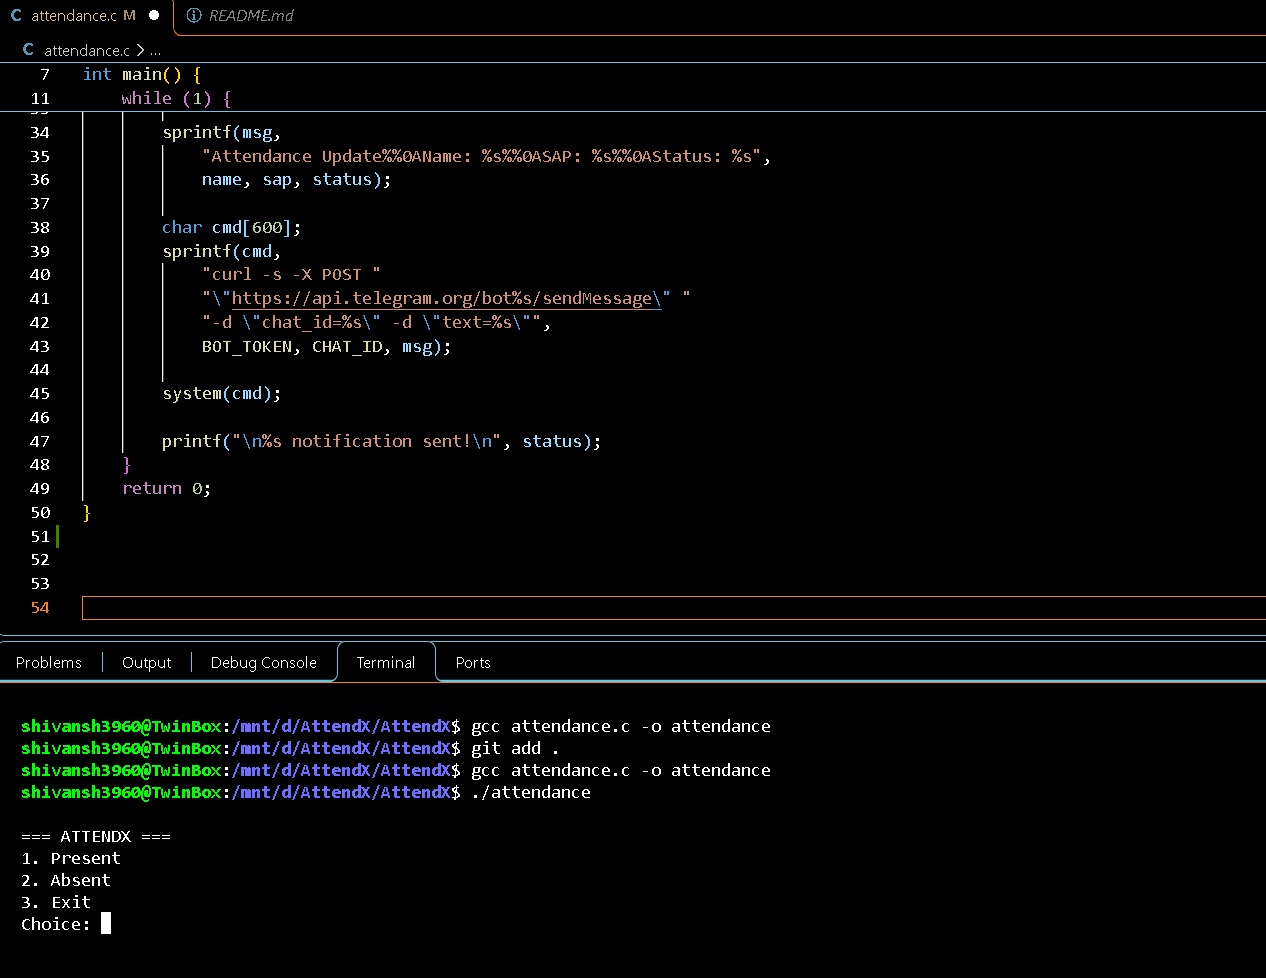 C attendance.c M ● ⓘ README.md
C attendance.c > ...
7 int main() {
11     while (1) {
34         sprintf(msg,
35             "Attendance Update%%0AName: %s%%0ASAP: %s%%0AStatus: %s",
36             name, sap, status);
37
38         char cmd[600];
39         sprintf(cmd,
40             "curl -s -X POST "
41             "\"https://api.telegram.org/bot%s/sendMessage\" "
42             "-d \"chat_id=%s\" -d \"text=%s\"",
43             BOT_TOKEN, CHAT_ID, msg);
44
45         system(cmd);
46
47         printf("\n%s notification sent!\n", status);
48     }
49     return 0;
50 }
51
52
53
54
Problems Output Debug Console Terminal Ports
shivansh3960@TwinBox:/mnt/d/AttendX/AttendX$ gcc attendance.c -o attendance
shivansh3960@TwinBox:/mnt/d/AttendX/AttendX$ git add .
shivansh3960@TwinBox:/mnt/d/AttendX/AttendX$ gcc attendance.c -o attendance
shivansh3960@TwinBox:/mnt/d/AttendX/AttendX$ ./attendance
=== ATTENDX ===
1. Present
2. Absent
3. Exit
Choice: